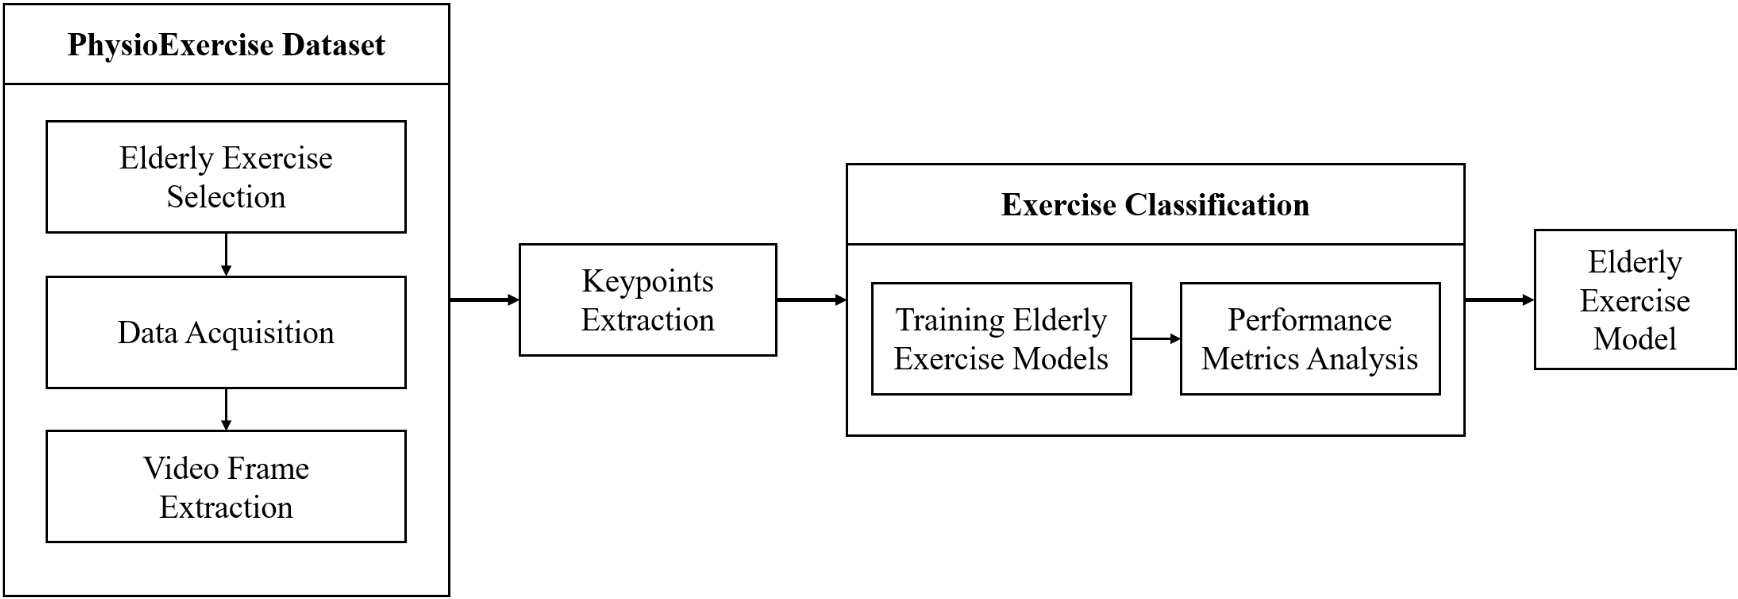 PhysioExercise Dataset
Elderly Exercise
Selection
Data Acquisition
Video Frame
Extraction
Keypoints
Extraction
Exercise Classification
Training Elderly
Exercise Models
Performance
Metrics Analysis
Elderly
Exercise
Model